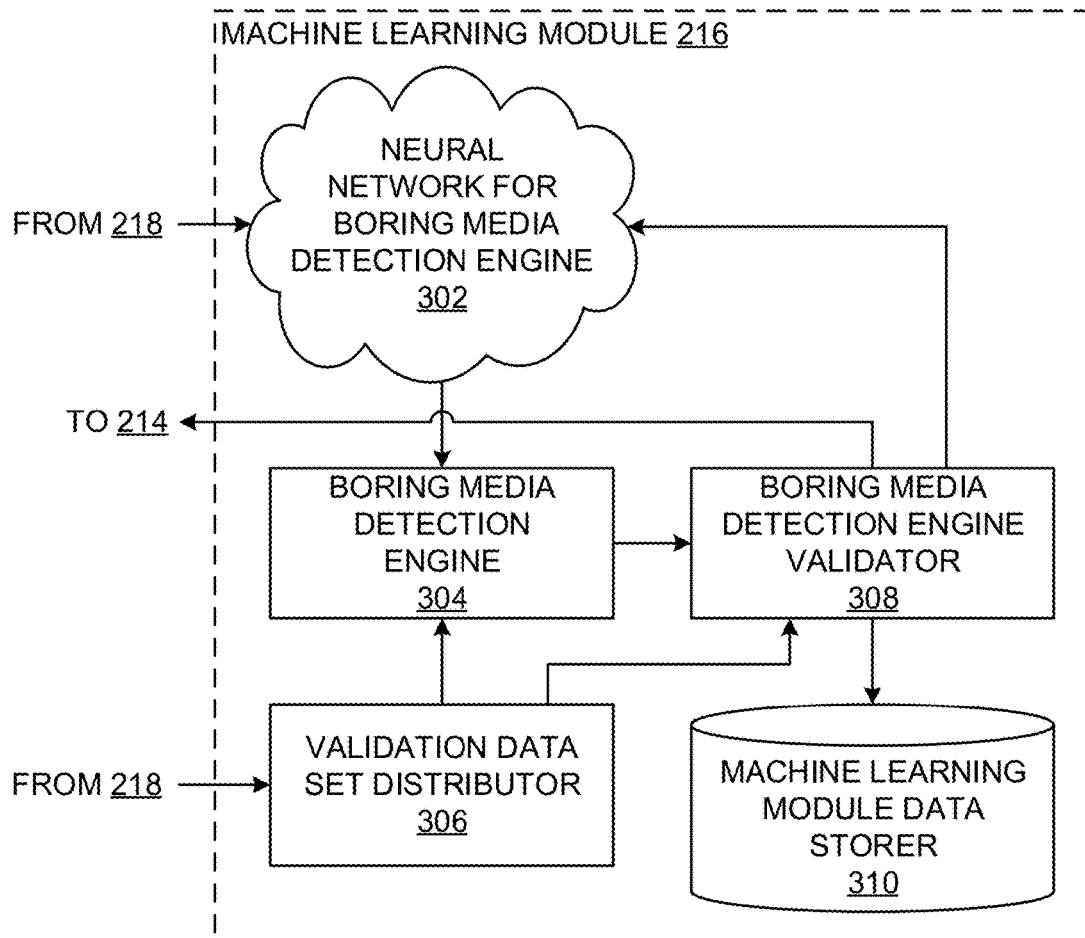 MACHINE LEARNING MODULE 216
NEURAL
NETWORK FOR
BORING MEDIA
DETECTION ENGINE
302
FROM 218
TO 214
BORING MEDIA
DETECTION
ENGINE
304
BORING MEDIA
DETECTION ENGINE
VALIDATOR
308
FROM 218
VALIDATION DATA
SET DISTRIBUTOR
306
MACHINE LEARNING
MODULE DATA
STORER
310